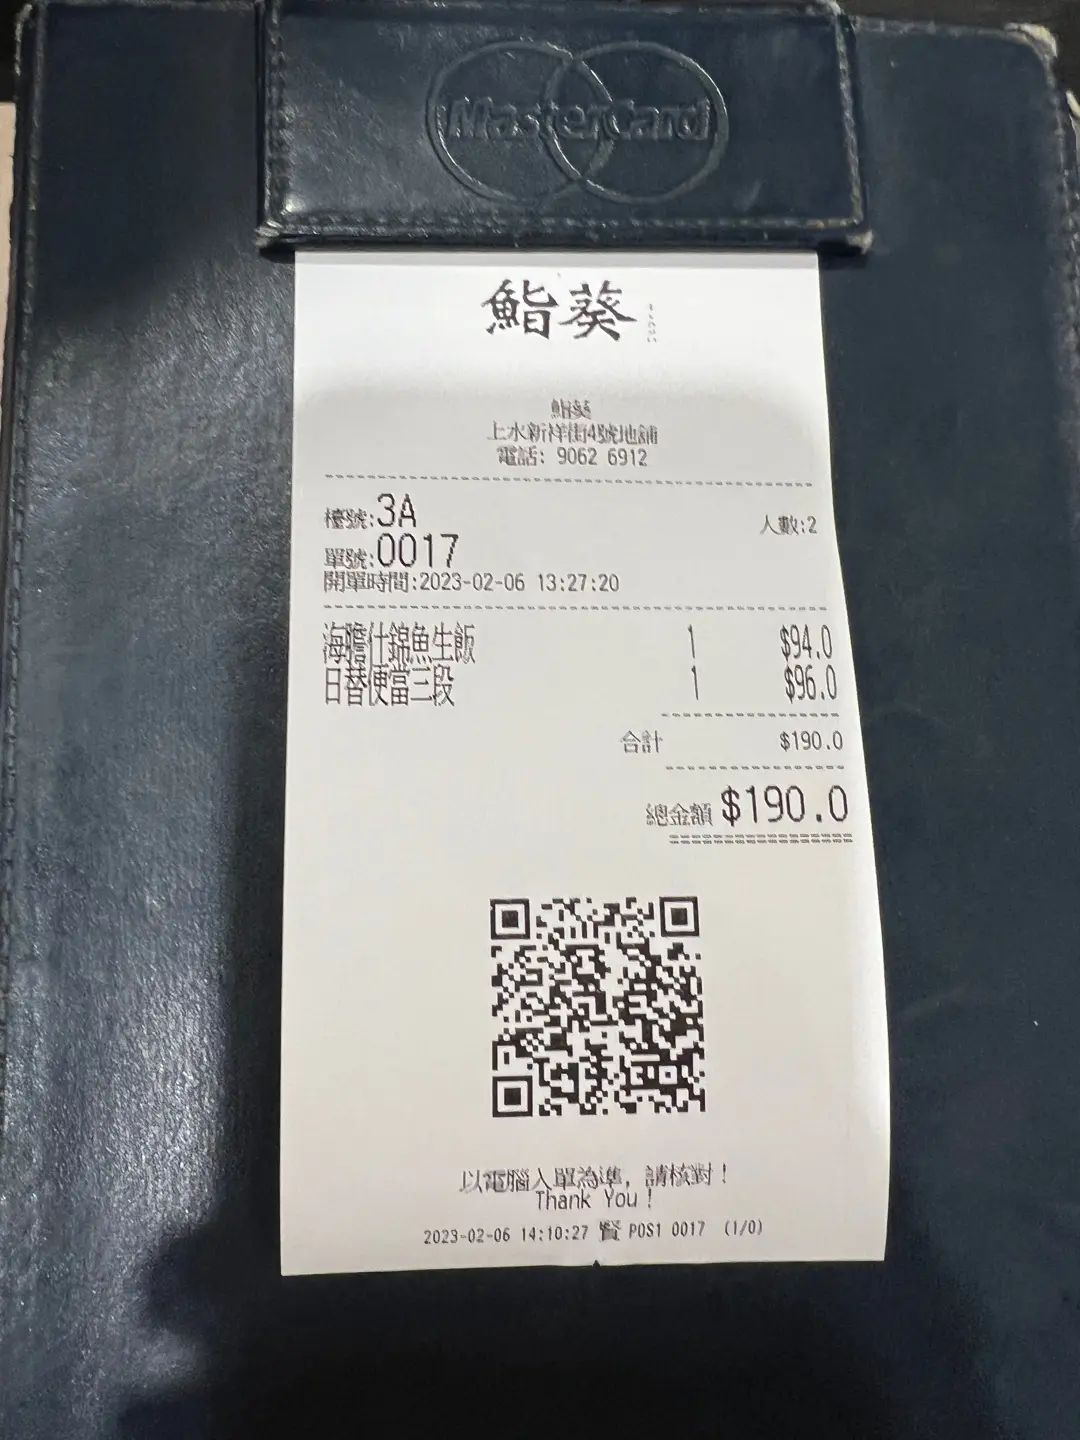 MasterCard
鮨葵
鮨葵
上水新祥街4號地舖
電話: 9062 6912
檯號:3A 人數:2
單號:0017
開單時間:2023-02-06 13:27:20
海膽什錦魚生飯 1 $94.0
日替便當三段 1 $96.0
合計 $190.0
總金額 $190.0
以電腦入單為準, 請核對!
Thank You !
2023-02-06 14:10:27 賢 POS1 0017 (1/0)